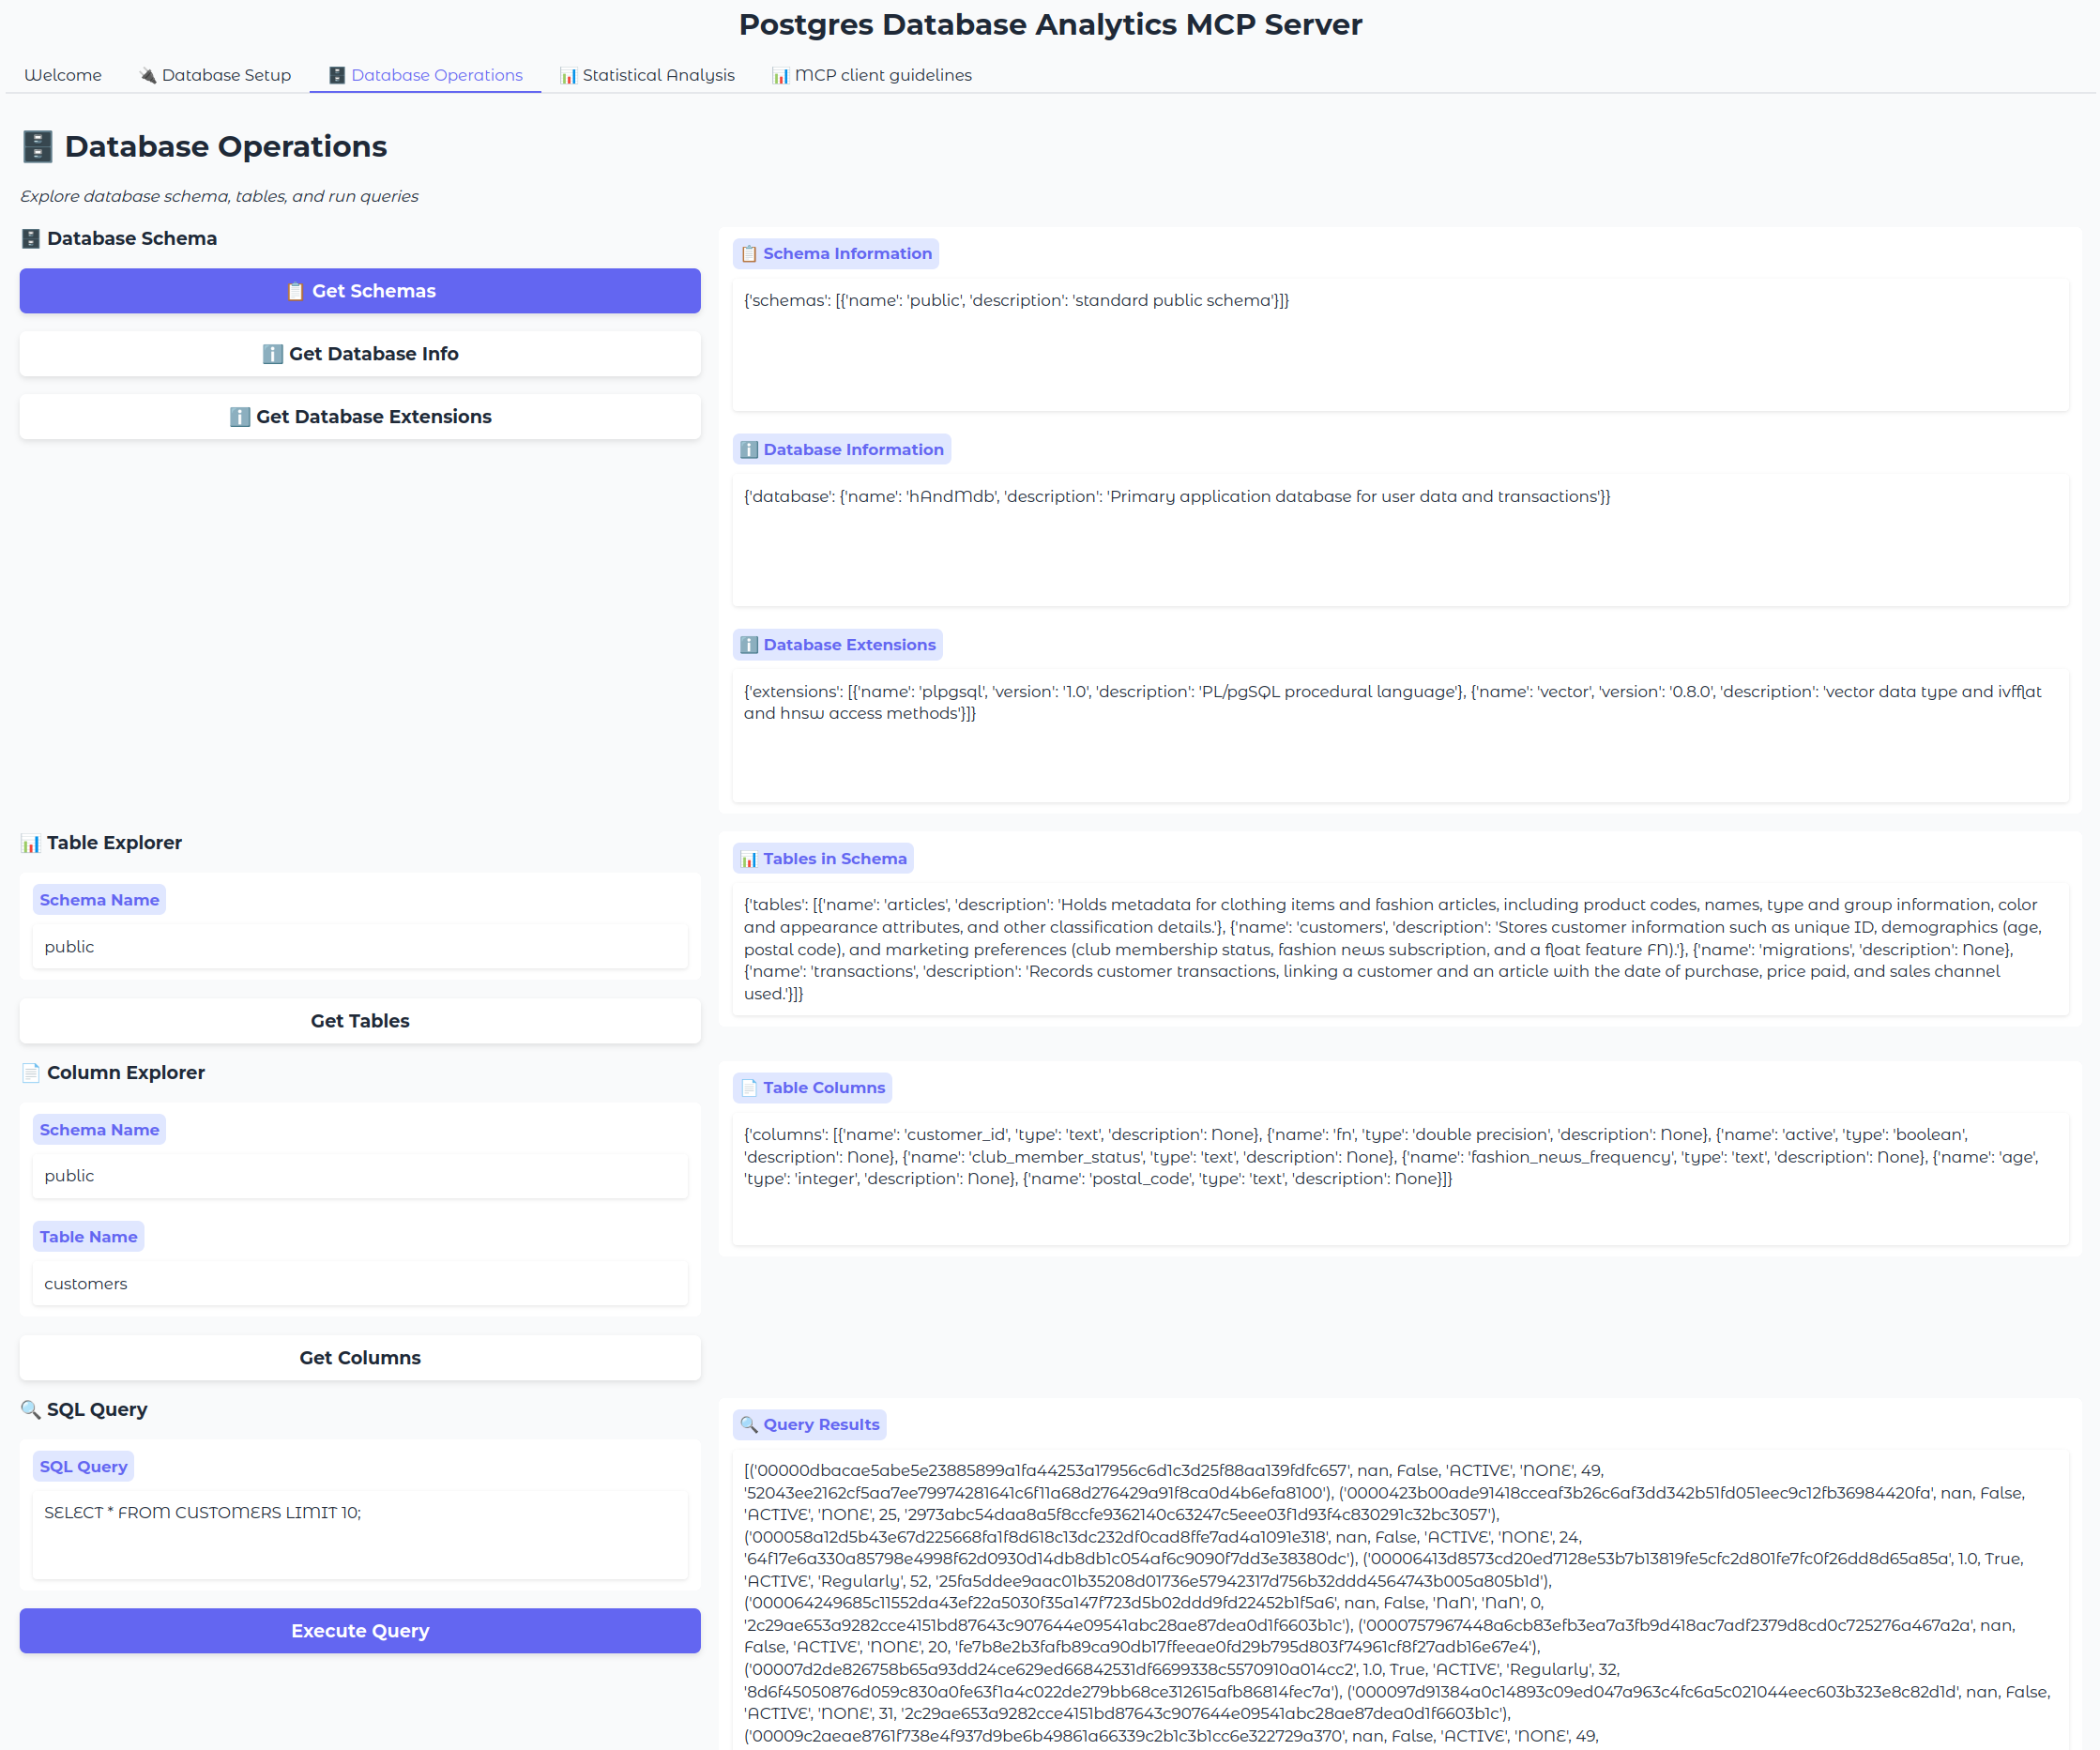 Postgres Database Analytics MCP Server
Welcome
Database Setup
Database Operations
Statistical Analysis
MCP client guidelines
Database Operations
Explore database schema, tables, and run queries
Database Schema
Get Schemas
Get Database Info
Get Database Extensions
Schema Information
{'schemas': [{'name': 'public', 'description': 'standard public schema'}]}
Database Information
{'database': {'name': 'hAndMdb', 'description': 'Primary application database for user data and transactions'}}
Database Extensions
{'extensions': [{'name': 'plpgsql', 'version': '1.0', 'description': 'PL/pgSQL procedural language'}, {'name': 'vector', 'version': '0.8.0', 'description': 'vector data type and ivfflat
and hnsw access methods'}]}
Table Explorer
Schema Name
public
Get Tables
Tables in Schema
{'tables': [{'name': 'articles', 'description': 'Holds metadata for clothing items and fashion articles, including product codes, names, type and group information, color
and appearance attributes, and other classification details.'}, {'name': 'customers', 'description': 'Stores customer information such as unique ID, demographics (age,
postal code), and marketing preferences (club membership status, fashion news subscription, and a float feature FN).'}, {'name': 'migrations', 'description': None},
{'name': 'transactions', 'description': 'Records customer transactions, linking a customer and an article with the date of purchase, price paid, and sales channel
used.'}]}
Column Explorer
Schema Name
public
Table Name
customers
Get Columns
Table Columns
{'columns': [{'name': 'customer_id', 'type': 'text', 'description': None}, {'name': 'fn', 'type': 'double precision', 'description': None}, {'name': 'active', 'type': 'boolean',
'description': None}, {'name': 'club_member_status', 'type': 'text', 'description': None}, {'name': 'fashion_news_frequency', 'type': 'text', 'description': None}, {'name': 'age',
'type': 'integer', 'description': None}, {'name': 'postal_code', 'type': 'text', 'description': None}]}
SQL Query
SQL Query
SELECT * FROM CUSTOMERS LIMIT 10;
Execute Query
Query Results
[('00000dbacae5abe5e23885899a1fa44253a17956c6d1c3d25f88aa139fdfc657', nan, False, 'ACTIVE', 'NONE', 49,
'52043ee2162cf5aa7ee79974281641c6f11a68d276429a91f8ca0d4b6efa8100'), ('0000423b00ade91418cceaf3b26c6af3dd342b51fd051eec9c12fb36984420fa', nan, False,
'ACTIVE', 'NONE', 25, '2973abc54daa8a5f8ccfe9362140c63247c5eee03f1d93f4c830291c32bc3057'),
('000058a12d5b43e67d225668fa1f8d618c13dc232df0cad8ffe7ad4a1091e318', nan, False, 'ACTIVE', 'NONE', 24,
'64f17e6a330a85798e4998f62d0930d14db8db1c054af6c9090f7dd3e38380dc'), ('00006413d8573cd20ed7128e53b7b13819fe5cfc2d801fe7fc0f26dd8d65a85a', 1.0, True,
'ACTIVE', 'Regularly', 52, '25fa5ddee9aac01b35208d01736e57942317d756b32ddd4564743b005a805b1d'),
('000064249685c11552da43ef22a5030f35a147f723d5b02ddd9fd22452b1f5a6', nan, False, 'NaN', 'NaN', 0,
'2c29ae653a9282cce4151bd87643c907644e09541abc28ae87dea0d1f6603b1c'), ('0000757967448a6cb83efb3ea7a3fb9d418ac7adf2379d8cd0c725276a467a2a', nan,
False, 'ACTIVE', 'NONE', 20, 'fe7b8e2b3fafb89ca90db17ffeeae0fd29b795d803f74961cf8f27adb16e67e4'),
('00007d2de826758b65a93dd24ce629ed66842531df6699338c5570910a014cc2', 1.0, True, 'ACTIVE', 'Regularly', 32,
'8d6f45050876d059c830a0fe63f1a4c022de279bb68ce312615afb86814fec7a'), ('000097d91384a0c14893c09ed047a963c4fc6a5c021044eec603b323e8c82d1d', nan, False,
'ACTIVE', 'NONE', 31, '2c29ae653a9282cce4151bd87643c907644e09541abc28ae87dea0d1f6603b1c'),
('00009c2aeae8761f738e4f937d9be6b49861a66339c2b1c3b1cc6e322729a370', nan, False, 'ACTIVE', 'NONE', 49,